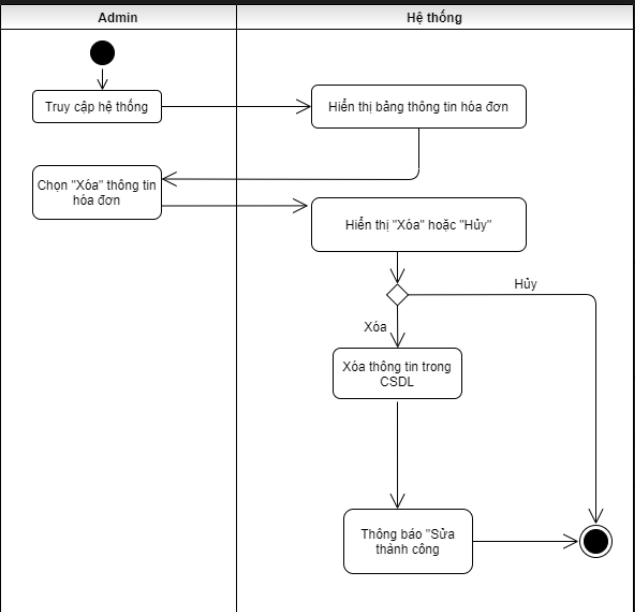 Admin
Hệ thống
Truy cập hệ thống
Hiển thị bảng thông tin hóa đơn
Chọn "Xóa" thông tin
hóa đơn
Hiển thị "Xóa" hoặc "Hủy"
Hủy
Xóa
Xóa thông tin trong
CSDL
Thông báo "Sửa
thành công